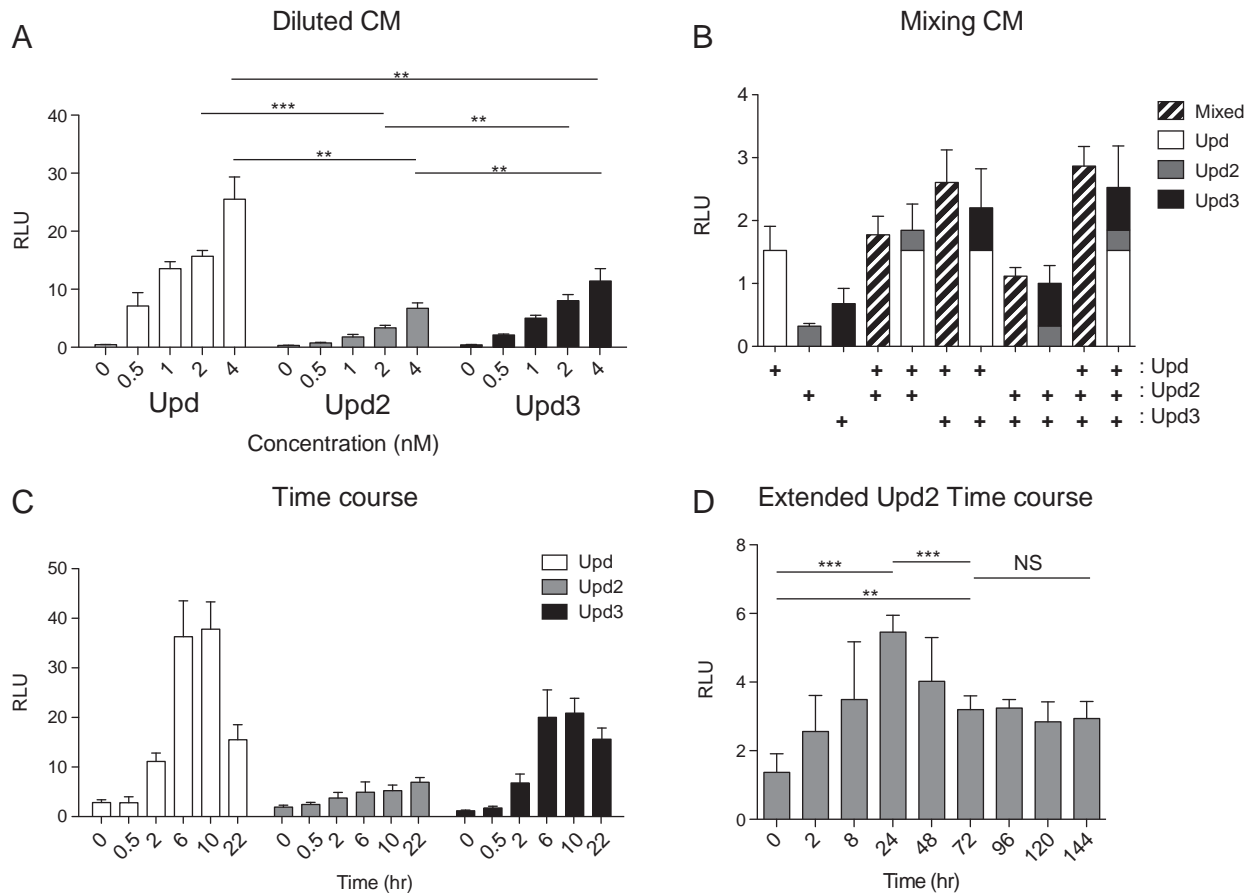 A
Diluted CM
**
***
**
**
**
40
30
20
10
0
RLU
0 0.5 1 2 4 0 0.5 1 2 4 0 0.5 1 2 4
Upd Upd2 Upd3
Concentration (nM)
B
Mixing CM
4
3
2
1
0
RLU
Mixed
Upd
Upd2
Upd3
+ + + + + + + : Upd
+ + + + + + + : Upd2
+ + + + + + + : Upd3
C
Time course
50
40
30
20
10
0
RLU
Upd
Upd2
Upd3
0 0.5 2 6 10 22 0 0.5 2 6 10 22 0 0.5 2 6 10 22
Time (hr)
D
Extended Upd2 Time course
8
6
4
2
0
RLU
***
***
NS
**
0 2 8 24 48 72 96 120 144
Time (hr)